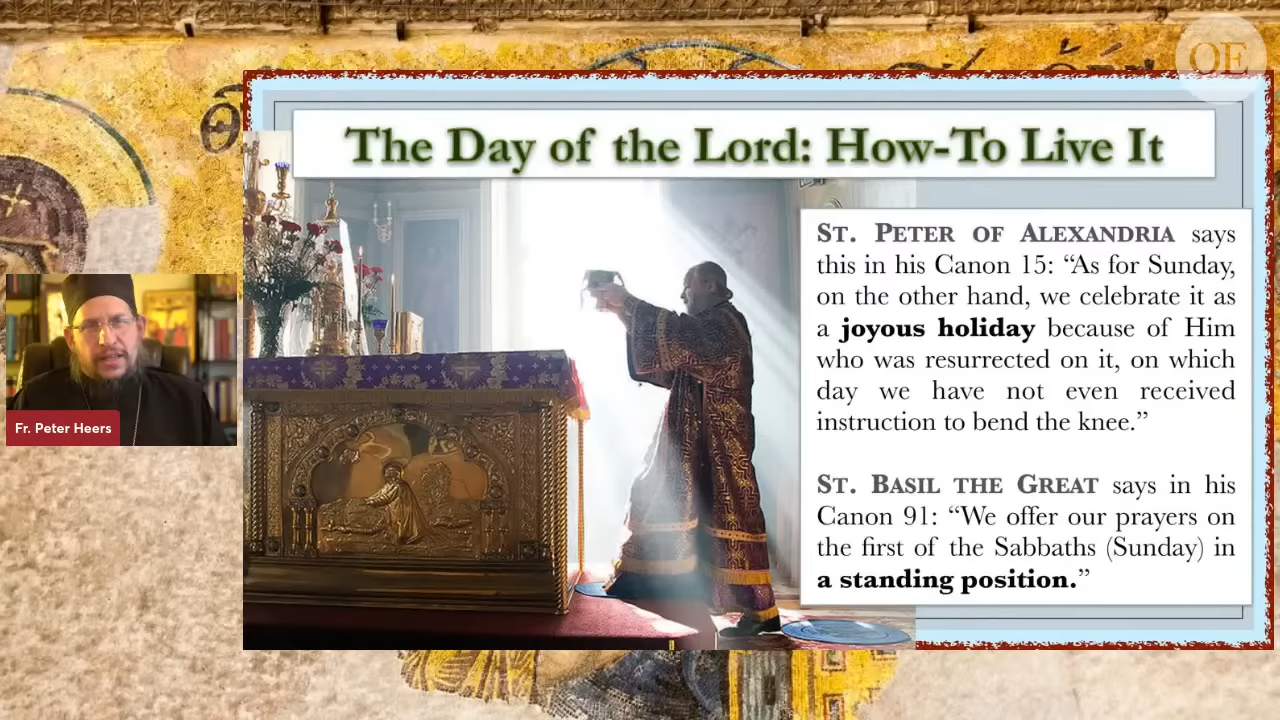 OE
The Day of the Lord: How-To Live It
ST. PETER OF ALEXANDRIA says
this in his Canon 15: “As for Sunday,
on the other hand, we celebrate it as
a joyous holiday because of Him
who was resurrected on it, on which
day we have not even received
instruction to bend the knee.”
ST. BASIL THE GREAT says in his
Canon 91: “We offer our prayers on
the first of the Sabbaths (Sunday) in
a standing position.”
Fr. Peter Heers